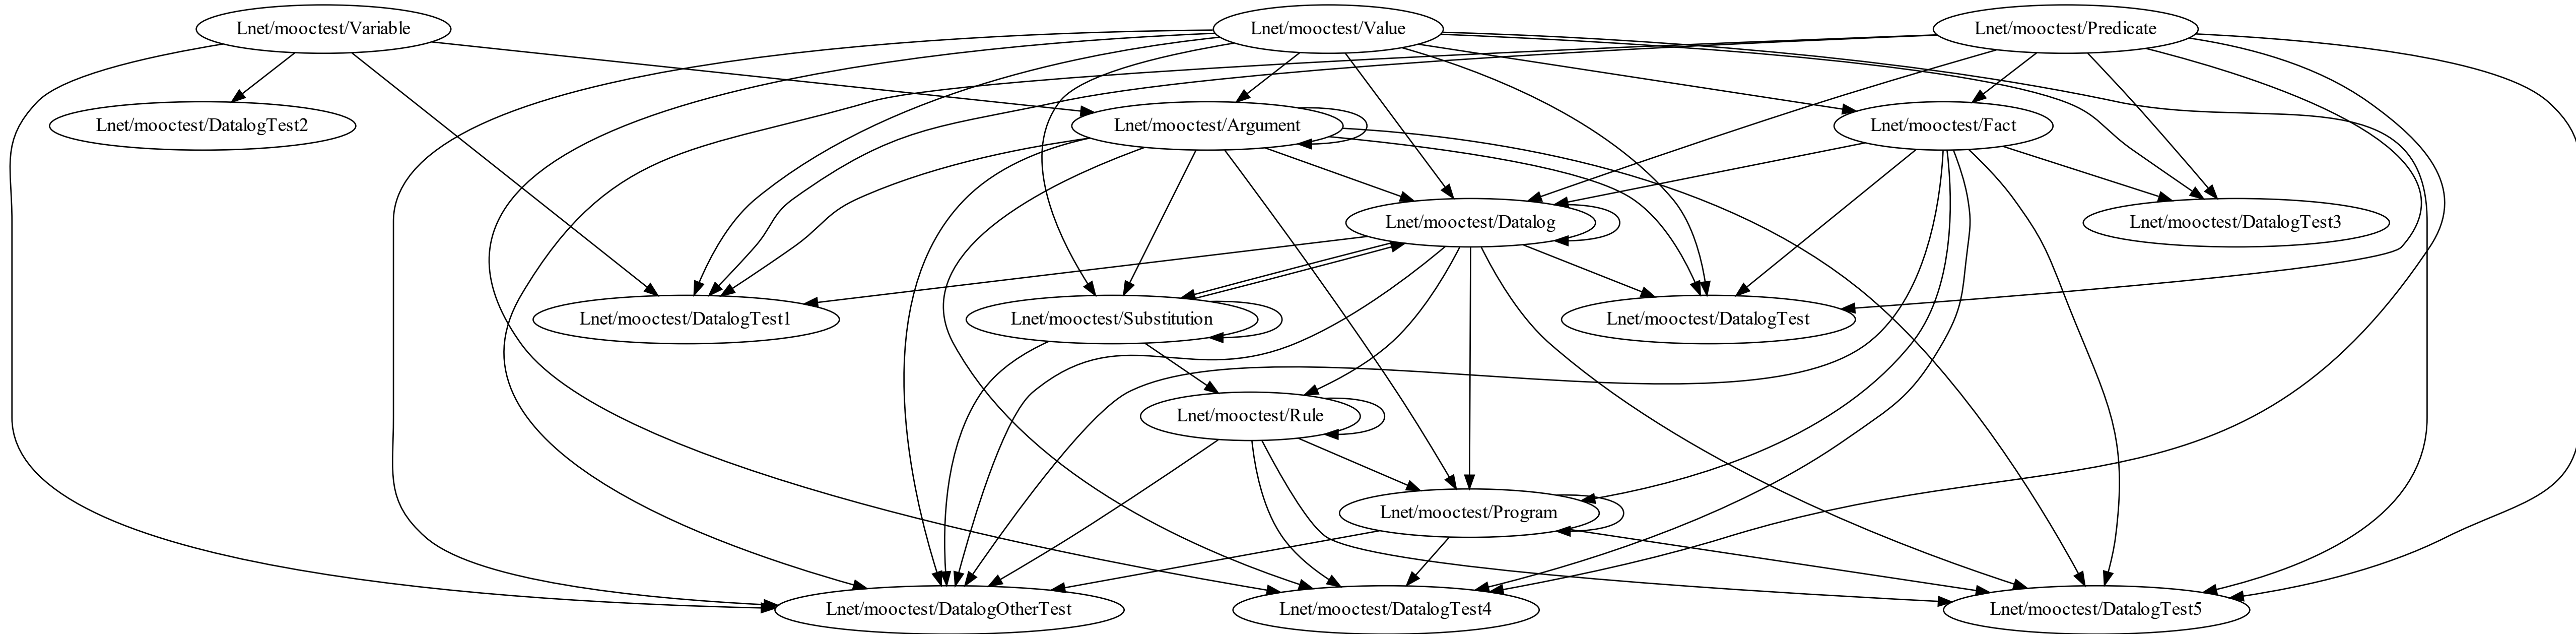 Lnet/mooctest/Variable
Lnet/mooctest/Value
Lnet/mooctest/Predicate
Lnet/mooctest/DatalogTest2
Lnet/mooctest/Argument
Lnet/mooctest/Fact
Lnet/mooctest/Datalog
Lnet/mooctest/DatalogTest3
Lnet/mooctest/DatalogTest1
Lnet/mooctest/Substitution
Lnet/mooctest/DatalogTest
Lnet/mooctest/Rule
Lnet/mooctest/Program
Lnet/mooctest/DatalogOtherTest
Lnet/mooctest/DatalogTest4
Lnet/mooctest/DatalogTest5